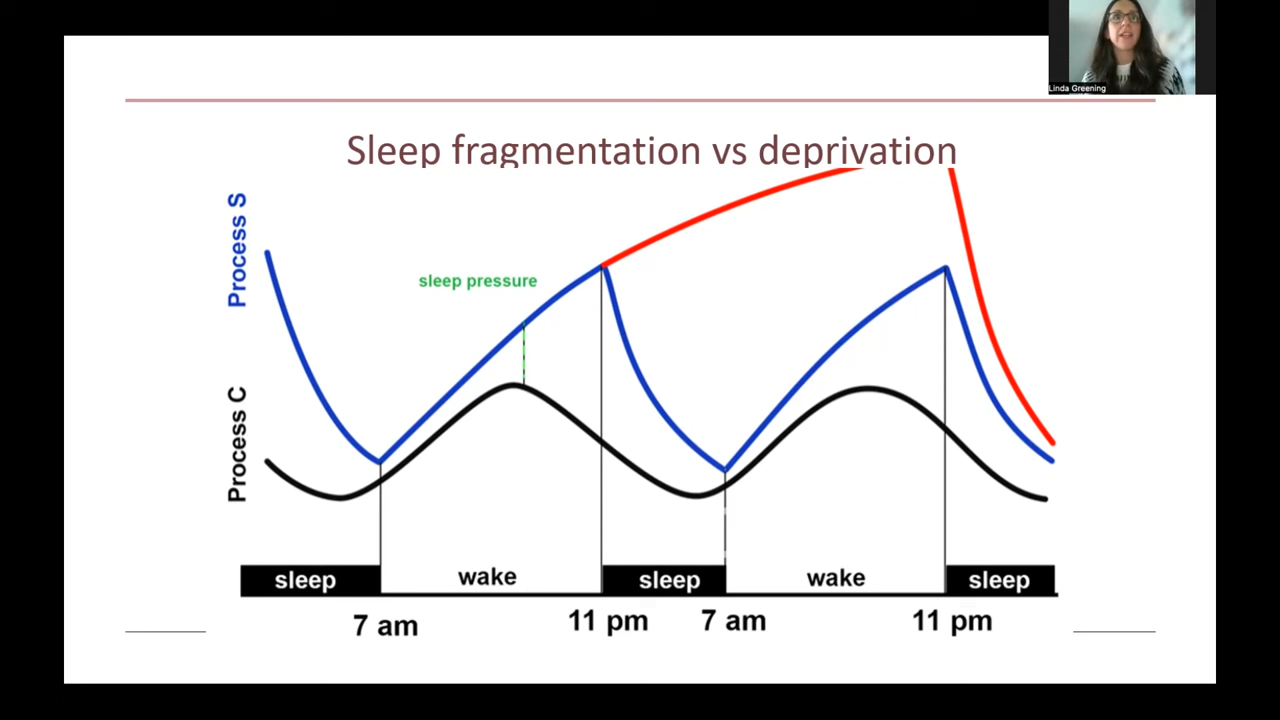 Linda Greening
Sleep fragmentation vs deprivation
Process S
sleep pressure
Process C
sleep
wake
sleep
wake
sleep
7 am
11 pm
7 am
11 pm